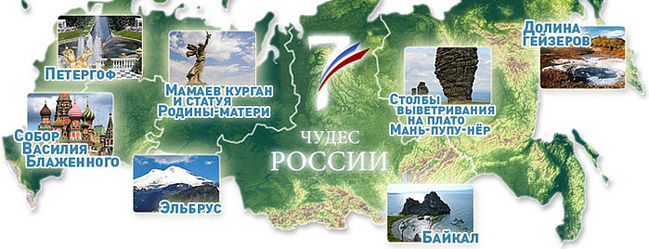 Петергоф
Мамаев курган
и статуя
Родины-матери
Собор
Василия
Блаженного
Эльбрус
7
ЧУДЕС
РОССИИ
Столбы
выветривания
на плато
Мань-пупу-нёр
Долина
гейзеров
Байкал